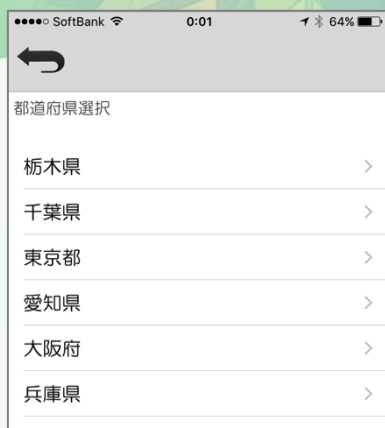 ●●●●○ SoftBank 0:01 64%
都道府県選択
栃木県
千葉県
東京都
愛知県
大阪府
兵庫県